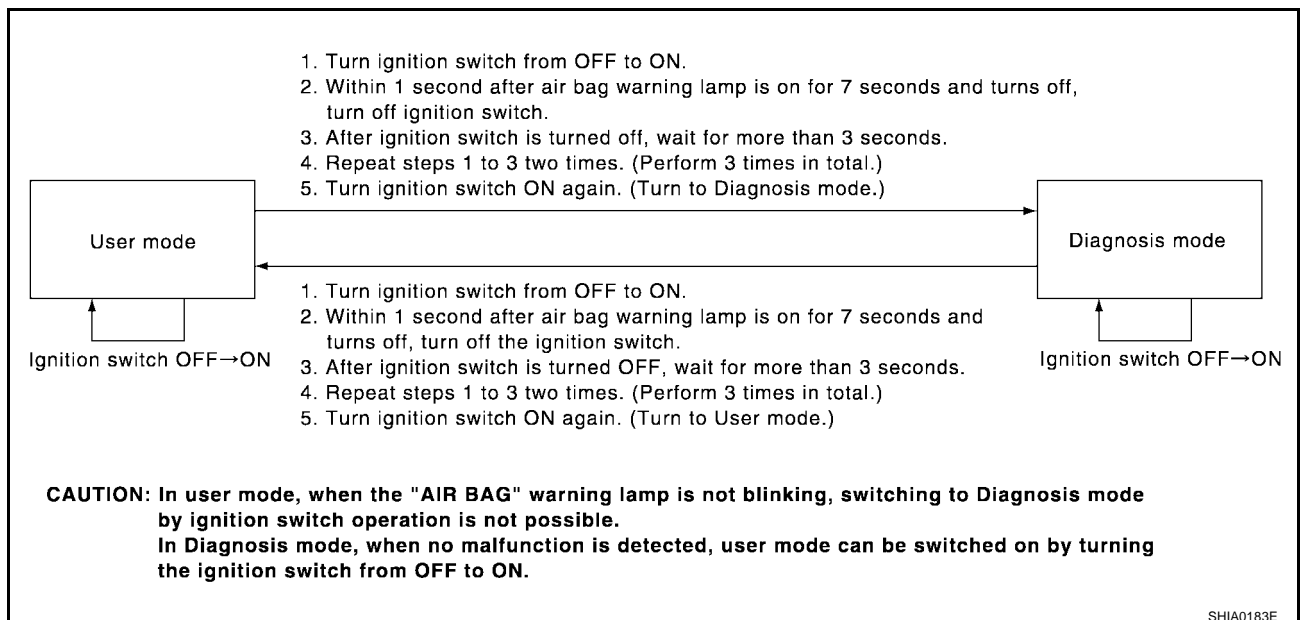 1. Turn ignition switch from OFF to ON.
2. Within 1 second after air bag warning lamp is on for 7 seconds and turns off,
turn off ignition switch.
3. After ignition switch is turned off, wait for more than 3 seconds.
4. Repeat steps 1 to 3 two times. (Perform 3 times in total.)
5. Turn ignition switch ON again. (Turn to Diagnosis mode.)
User mode
Diagnosis mode
1. Turn ignition switch from OFF to ON.
2. Within 1 second after air bag warning lamp is on for 7 seconds and
turns off, turn off the ignition switch.
3. After ignition switch is turned OFF, wait for more than 3 seconds.
4. Repeat steps 1 to 3 two times. (Perform 3 times in total.)
5. Turn ignition switch ON again. (Turn to User mode.)
Ignition switch OFF→ON
Ignition switch OFF→ON
CAUTION: In user mode, when the "AIR BAG" warning lamp is not blinking, switching to Diagnosis mode
by ignition switch operation is not possible.
In Diagnosis mode, when no malfunction is detected, user mode can be switched on by turning
the ignition switch from OFF to ON.
SHIA0183E